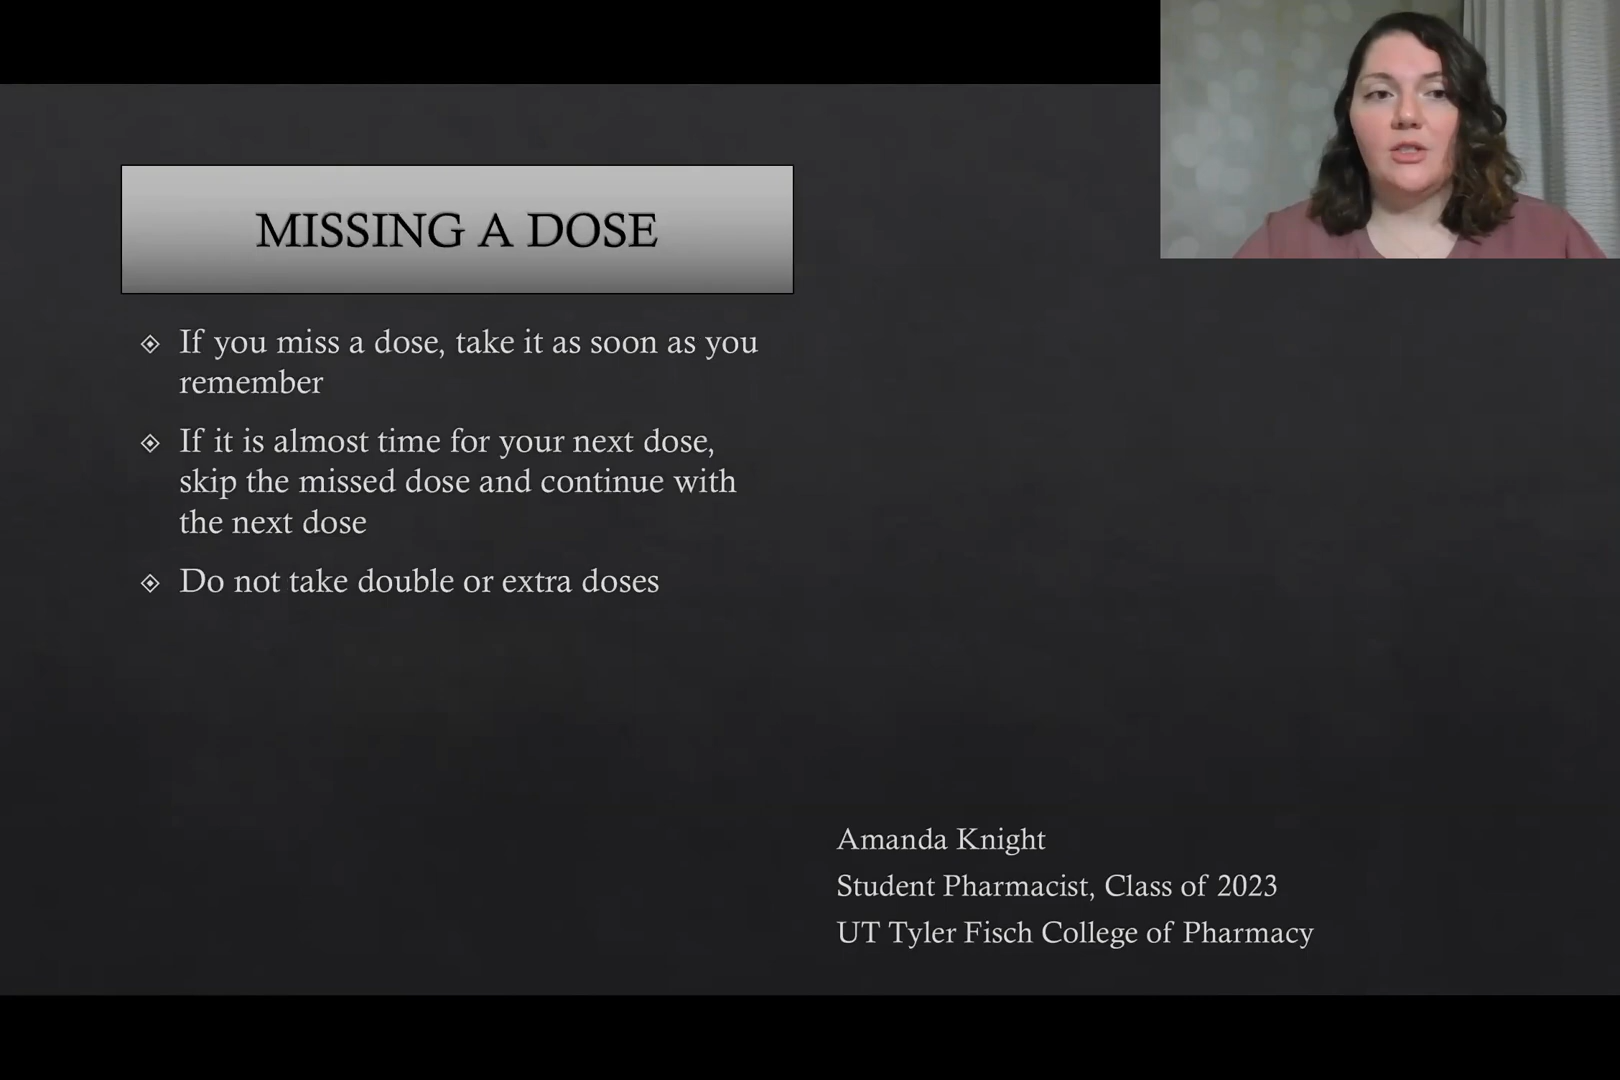 MISSING A DOSE
If you miss a dose, take it as soon as you
remember
If it is almost time for your next dose,
skip the missed dose and continue with
the next dose
Do not take double or extra doses
Amanda Knight
Student Pharmacist, Class of 2023
UT Tyler Fisch College of Pharmacy